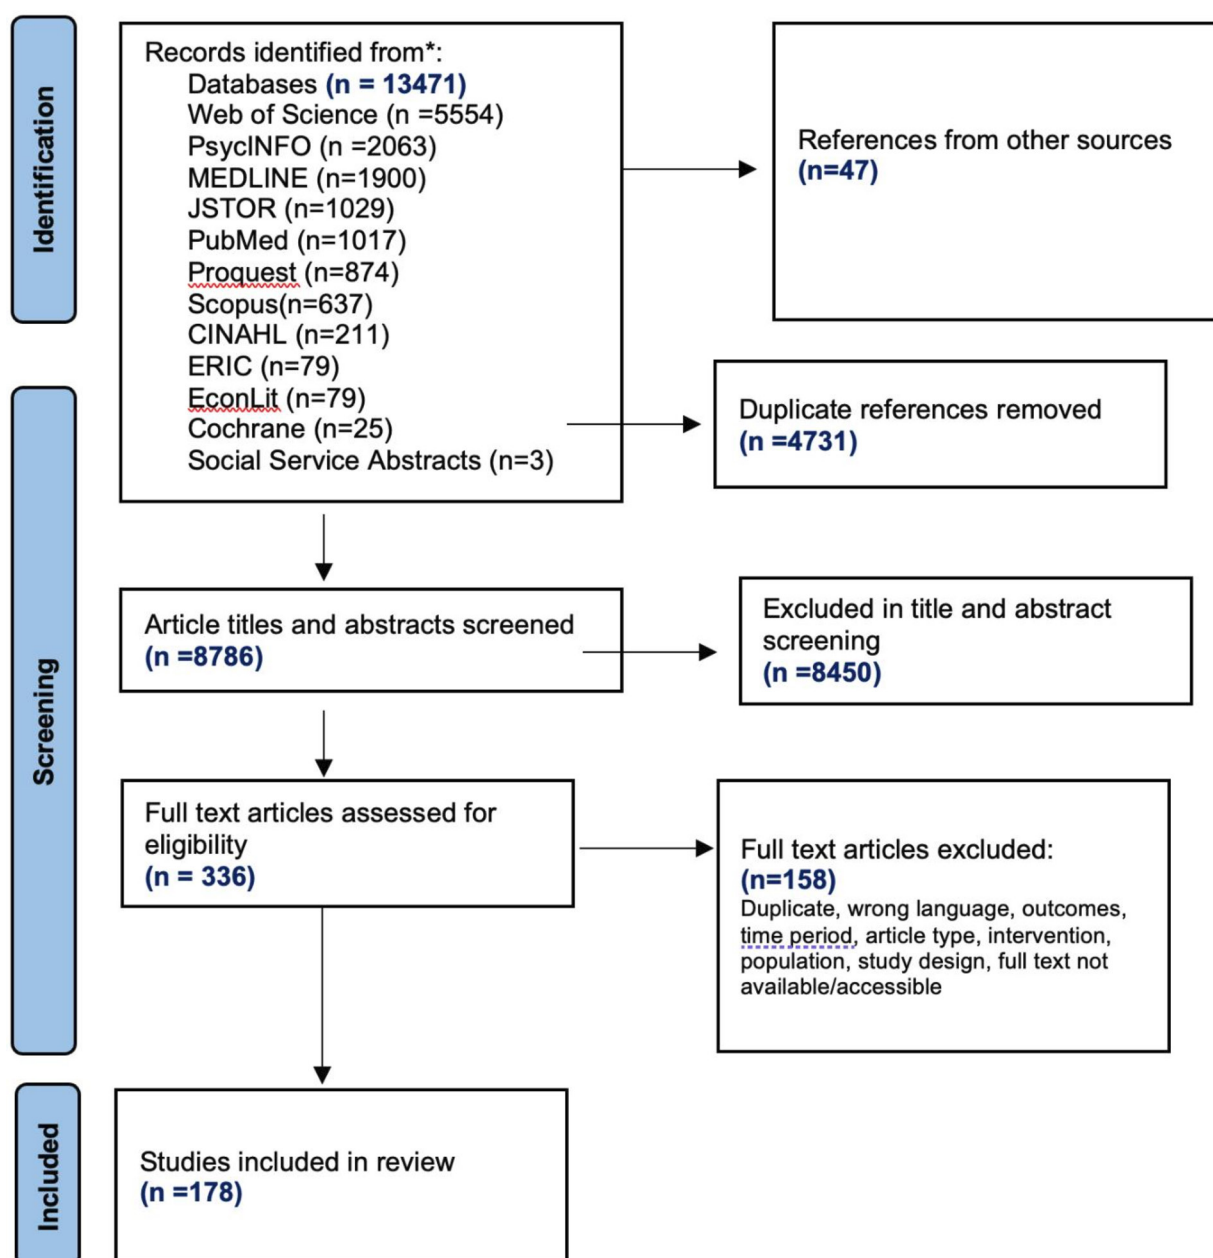 Identification
Records identified from*:
Databases (n = 13471)
Web of Science (n =5554)
PsycINFO (n =2063)
MEDLINE (n=1900)
JSTOR (n=1029)
PubMed (n=1017)
Proquest (n=874)
Scopus(n=637)
CINAHL (n=211)
ERIC (n=79)
EconLit (n=79)
Cochrane (n=25)
Social Service Abstracts (n=3)
References from other sources
(n=47)
Screening
Duplicate references removed
(n =4731)
Article titles and abstracts screened
(n =8786)
Excluded in title and abstract
screening
(n =8450)
Full text articles assessed for
eligibility
(n = 336)
Full text articles excluded:
(n=158)
Duplicate, wrong language, outcomes,
time period, article type, intervention,
population, study design, full text not
available/accessible
Included
Studies included in review
(n =178)